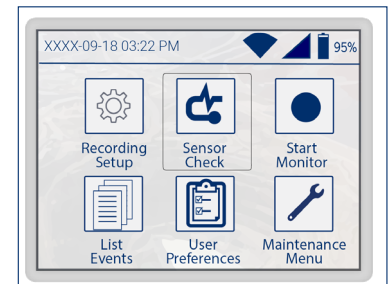 XXXX-09-18 03:22 PM 95%
Recording Setup
Sensor Check
Start Monitor
List Events
User Preferences
Maintenance Menu